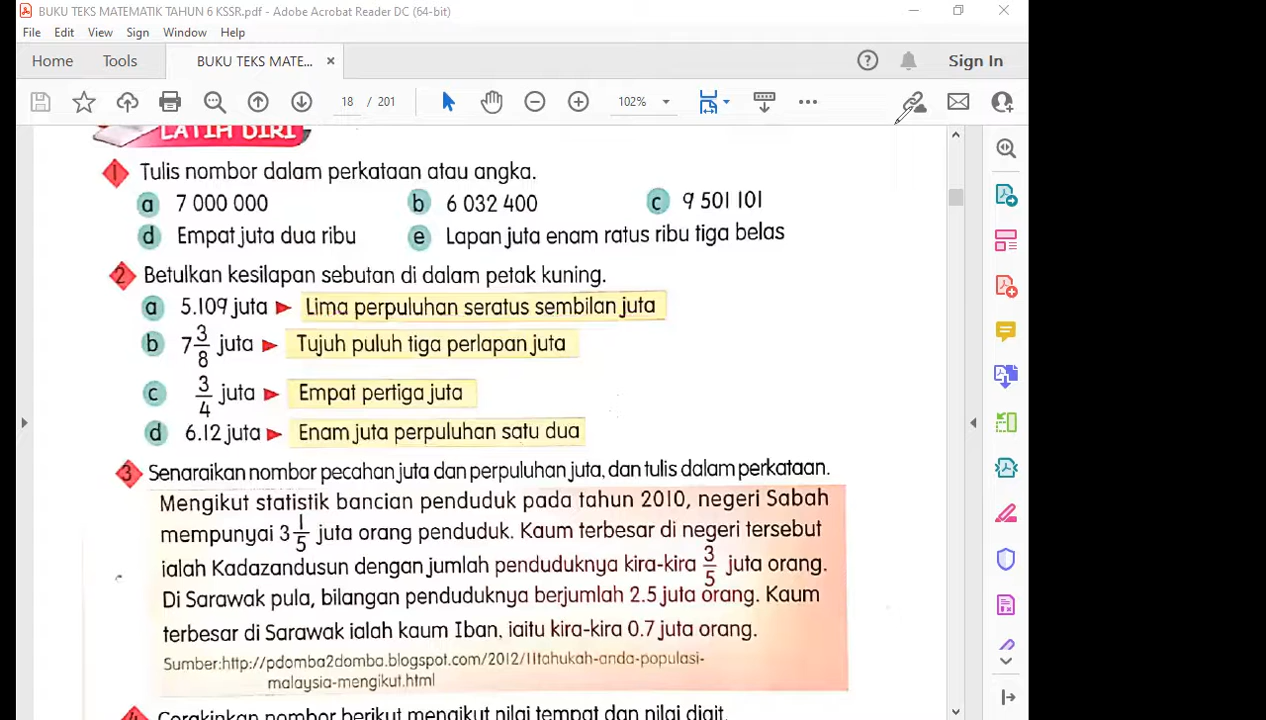 BUKU TEKS MATEMATIK TAHUN 6 KSSR.pdf - Adobe Acrobat Reader DC (64-bit)
File Edit View Sign Window Help
Home Tools BUKU TEKS MATE... × Sign In
18 / 201 102%
LATIH DIRI
1 Tulis nombor dalam perkataan atau angka.
a 7 000 000 b 6 032 400 c 9 501 101
d Empat juta dua ribu e Lapan juta enam ratus ribu tiga belas
2 Betulkan kesilapan sebutan di dalam petak kuning.
a 5.109 juta ► Lima perpuluhan seratus sembilan juta
b 7 3/8 juta ► Tujuh puluh tiga perlapan juta
c 3/4 juta ► Empat pertiga juta
d 6.12 juta ► Enam juta perpuluhan satu dua
3 Senaraikan nombor pecahan juta dan perpuluhan juta, dan tulis dalam perkataan.
Mengikut statistik bancian penduduk pada tahun 2010, negeri Sabah
mempunyai 3 1/5 juta orang penduduk. Kaum terbesar di negeri tersebut
ialah Kadazandusun dengan jumlah penduduknya kira-kira 3/5 juta orang.
Di Sarawak pula, bilangan penduduknya berjumlah 2.5 juta orang. Kaum
terbesar di Sarawak ialah kaum Iban, iaitu kira-kira 0.7 juta orang.
Sumber:http://pdomba2domba.blogspot.com/2012/11tahukah-anda-populasi-
malaysia-mengikut.html
4 Cerakinkan nombor berikut mengikut nilai tempat dan nilai digit.